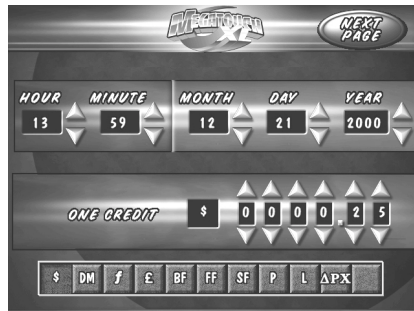 MEGATOUCH
XL
NEXT
PAGE
HOUR MINUTE MONTH DAY YEAR
13 59 12 21 2000
ONE CREDIT $ 0 0 0 0 . 2 5
$ DM ƒ £ BF FF SF P L ΔΡΧ